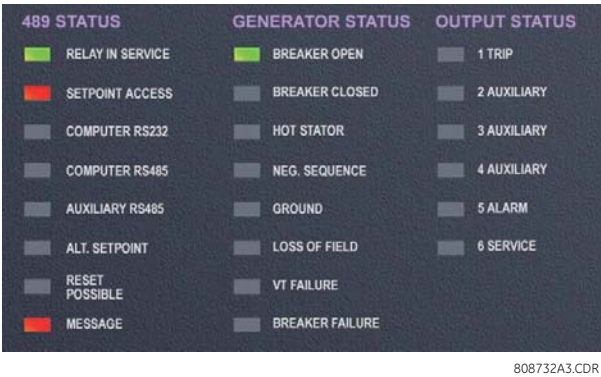 489 STATUS
RELAY IN SERVICE
SETPOINT ACCESS
COMPUTER RS232
COMPUTER RS485
AUXILIARY RS485
ALT. SETPOINT
RESET
POSSIBLE
MESSAGE
GENERATOR STATUS
BREAKER OPEN
BREAKER CLOSED
HOT STATOR
NEG. SEQUENCE
GROUND
LOSS OF FIELD
VT FAILURE
BREAKER FAILURE
OUTPUT STATUS
1 TRIP
2 AUXILIARY
3 AUXILIARY
4 AUXILIARY
5 ALARM
6 SERVICE
808732A3.CDR